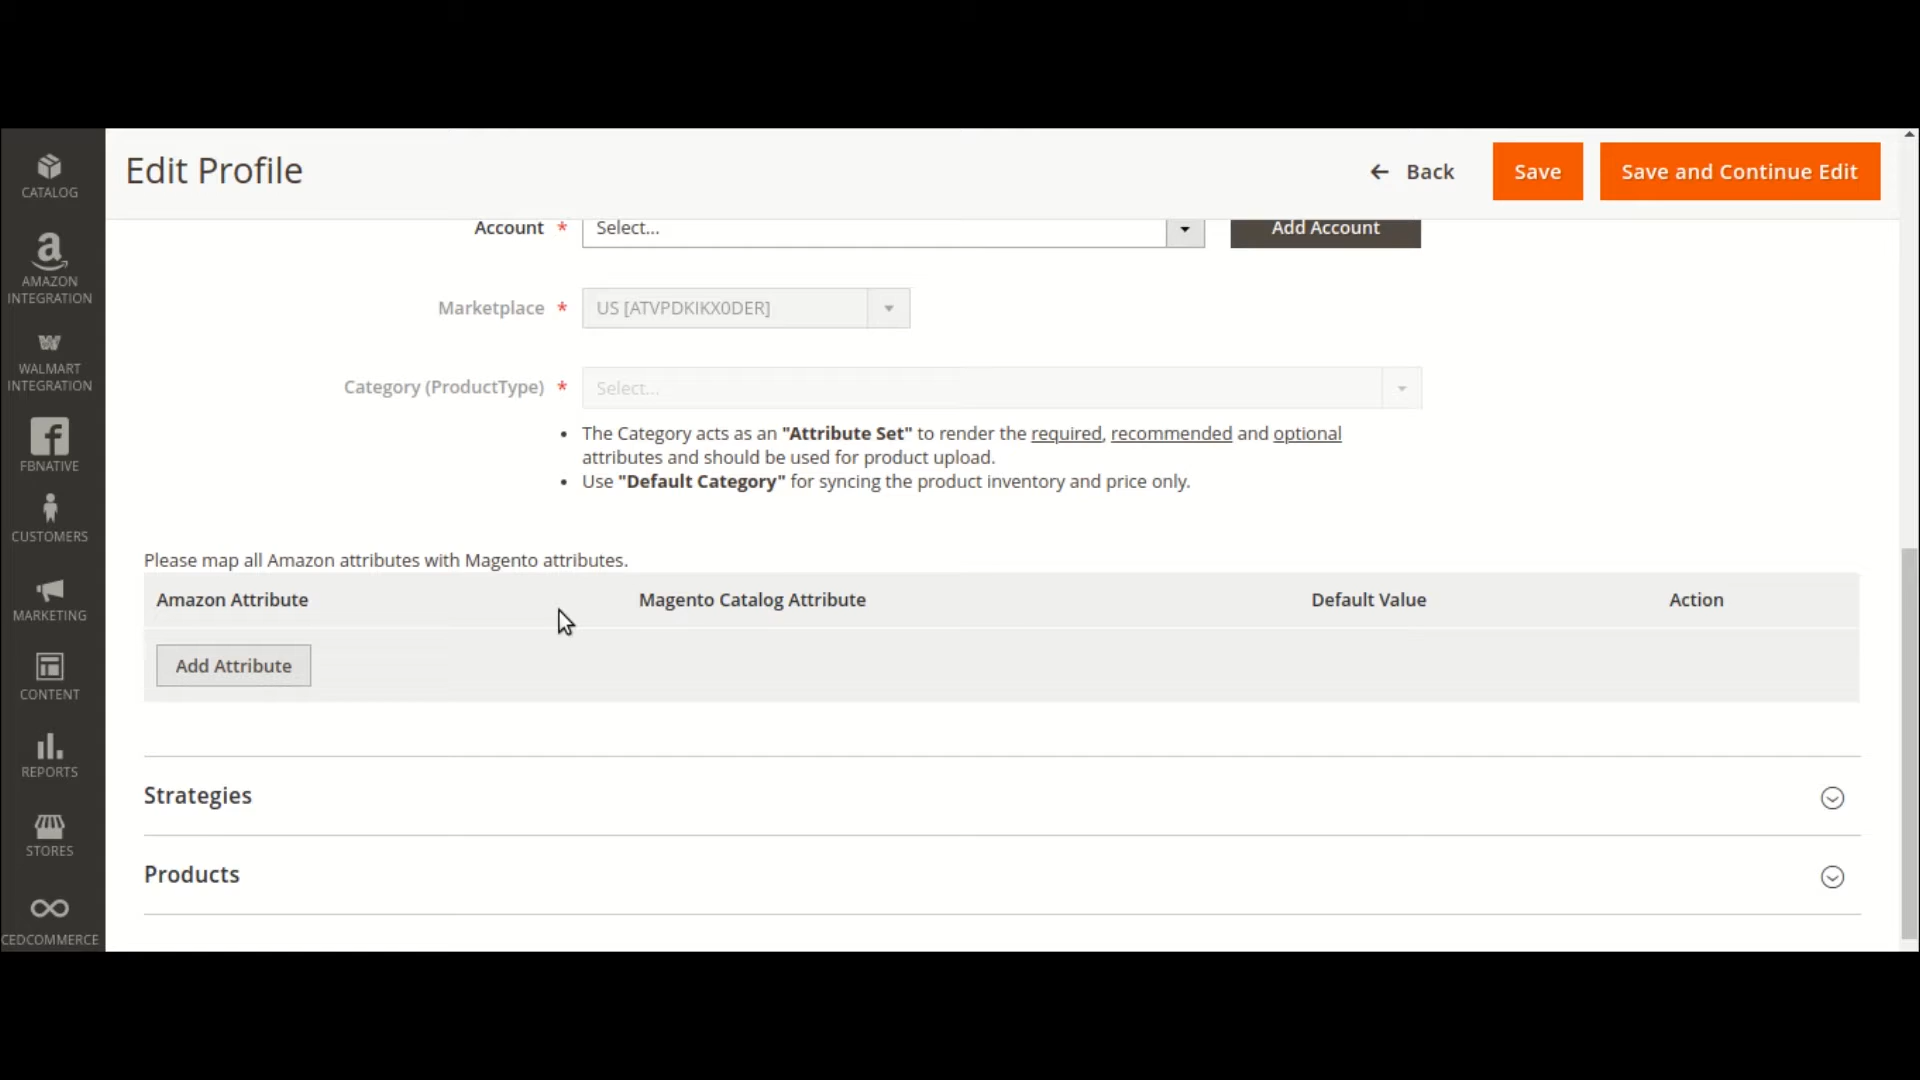 Edit Profile
Back
Save
Save and Continue Edit
CATALOG
AMAZON
INTEGRATION
WALMART
INTEGRATION
FBNATIVE
CUSTOMERS
MARKETING
CONTENT
REPORTS
STORES
CEDCOMMERCE
Account * Select... Add Account
Marketplace * US [ATVPDKIKX0DER]
Category (ProductType) * Select...
• The Category acts as an "Attribute Set" to render the required, recommended and optional
attributes and should be used for product upload.
• Use "Default Category" for syncing the product inventory and price only.
Please map all Amazon attributes with Magento attributes.
Amazon Attribute Magento Catalog Attribute Default Value Action
Add Attribute
Strategies
Products